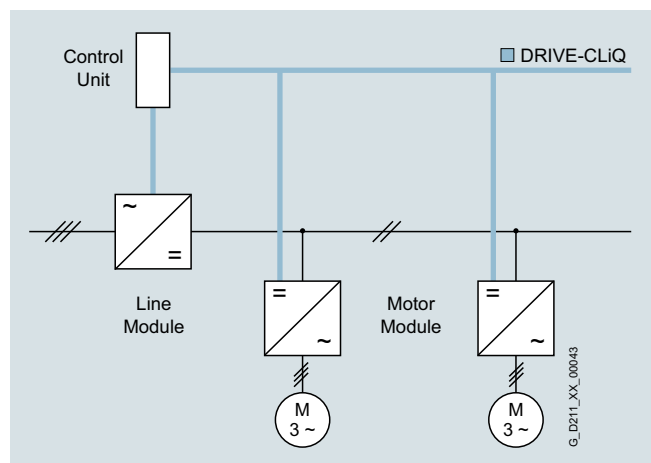 Control
Unit
DRIVE-CLiQ
~
=
Line
Module
=
~
Motor
Module
=
~
M
3 ~
M
3 ~
G_D211_XX_00043